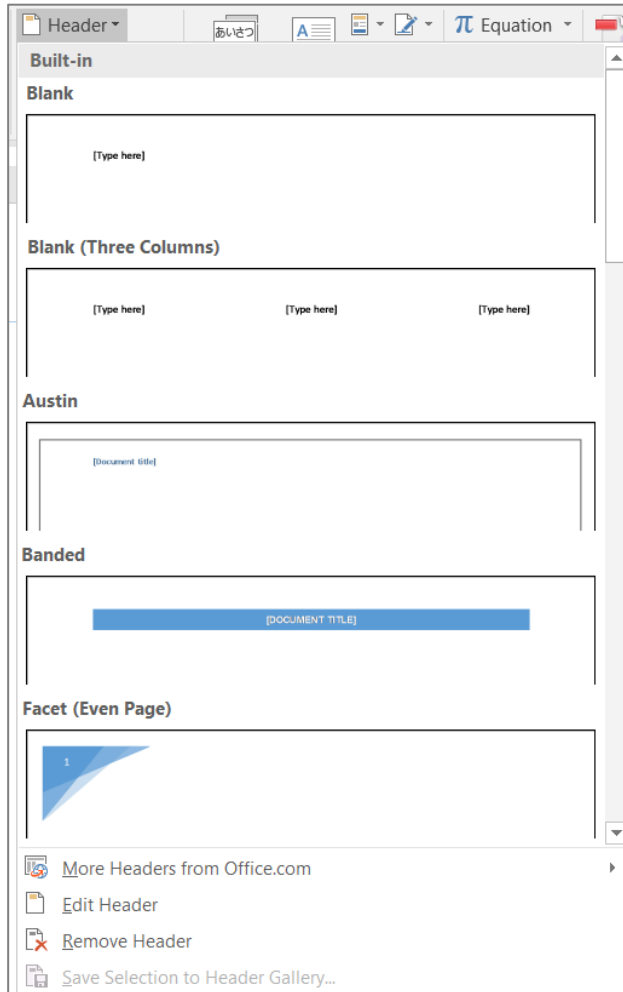 Header
あいさつ
A
π Equation
Built-in
Blank
[Type here]
Blank (Three Columns)
[Type here] [Type here] [Type here]
Austin
[Document title]
Banded
[DOCUMENT TITLE]
Facet (Even Page)
1
More Headers from Office.com
Edit Header
Remove Header
Save Selection to Header Gallery...